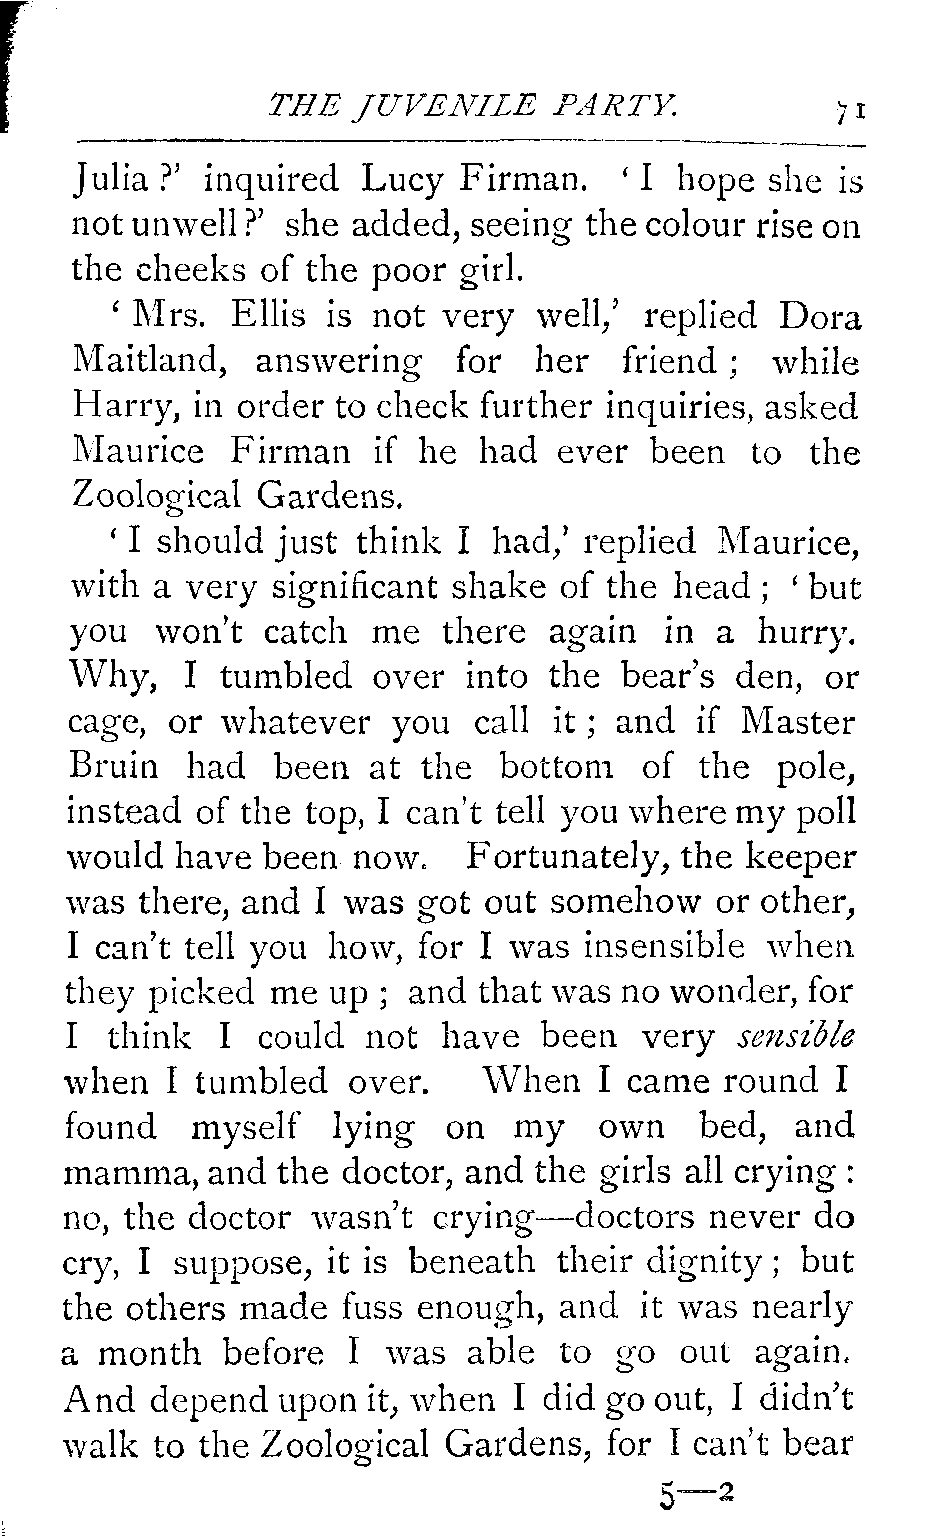 THE JUVENILE PARTY. 71
Julia?' inquired Lucy Firman. 'I hope she is
not unwell?' she added, seeing the colour rise on
the cheeks of the poor girl.
'Mrs. Ellis is not very well,' replied Dora
Maitland, answering for her friend; while
Harry, in order to check further inquiries, asked
Maurice Firman if he had ever been to the
Zoological Gardens.
'I should just think I had,' replied Maurice,
with a very significant shake of the head; 'but
you won't catch me there again in a hurry.
Why, I tumbled over into the bear's den, or
cage, or whatever you call it; and if Master
Bruin had been at the bottom of the pole,
instead of the top, I can't tell you where my poll
would have been now. Fortunately, the keeper
was there, and I was got out somehow or other,
I can't tell you how, for I was insensible when
they picked me up; and that was no wonder, for
I think I could not have been very sensible
when I tumbled over. When I came round I
found myself lying on my own bed, and
mamma, and the doctor, and the girls all crying:
no, the doctor wasn't crying—doctors never do
cry, I suppose, it is beneath their dignity; but
the others made fuss enough, and it was nearly
a month before I was able to go out again.
And depend upon it, when I did go out, I didn't
walk to the Zoological Gardens, for I can't bear
5—2